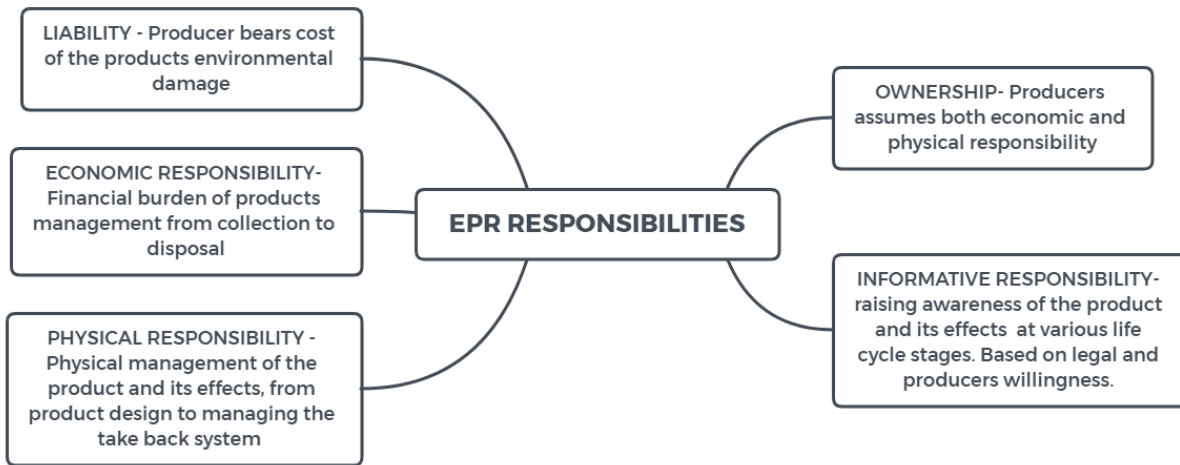 LIABILITY - Producer bears cost
of the products environmental
damage
ECONOMIC RESPONSIBILITY-
Financial burden of products
management from collection to
disposal
PHYSICAL RESPONSIBILITY -
Physical management of the
product and its effects, from
product design to managing the
take back system
EPR RESPONSIBILITIES
OWNERSHIP- Producers
assumes both economic and
physical responsibility
INFORMATIVE RESPONSIBILITY-
raising awareness of the product
and its effects at various life
cycle stages. Based on legal and
producers willingness.